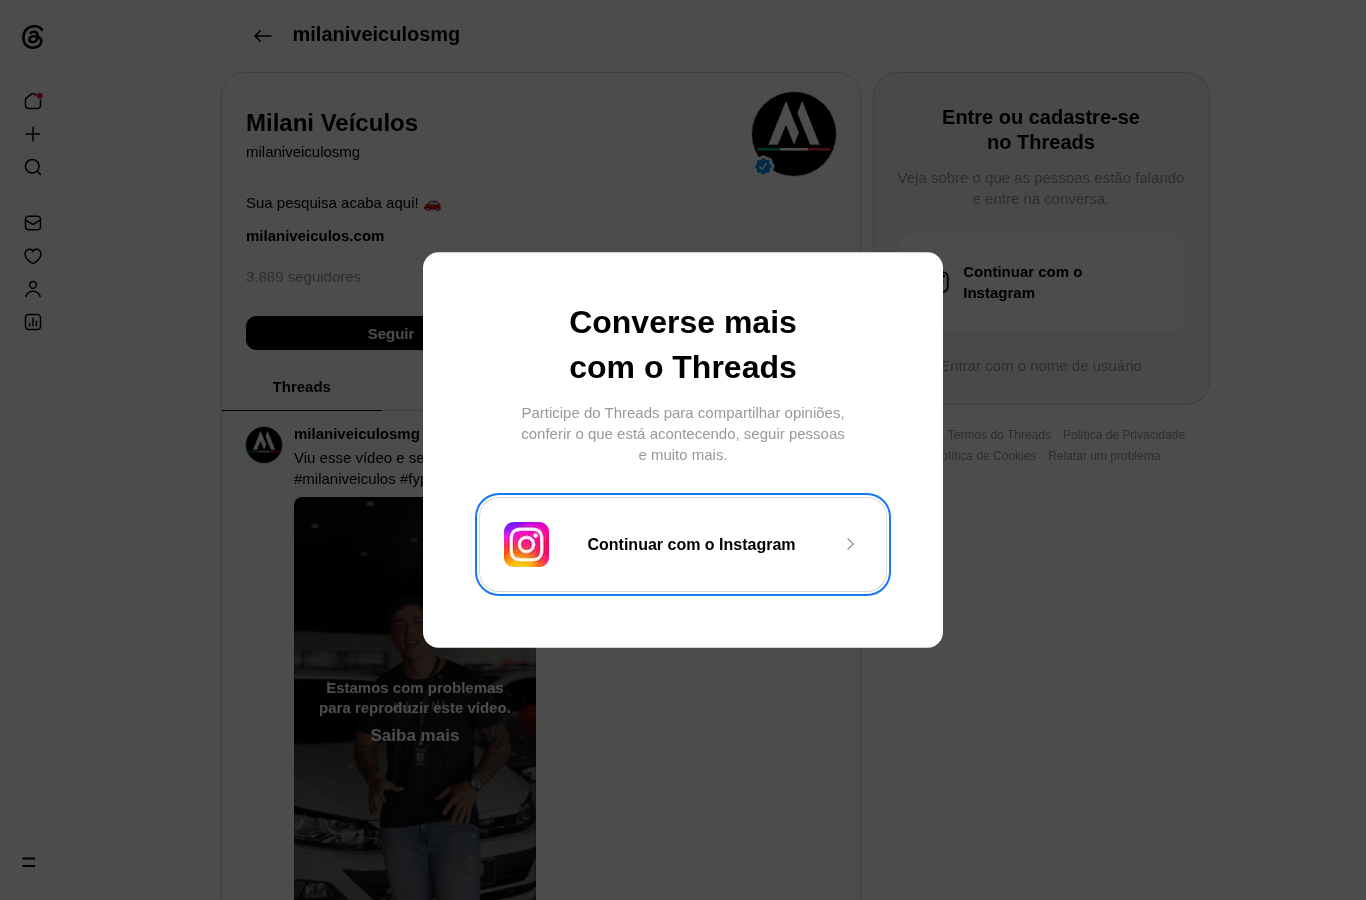 milaniveiculosmg
Milani Veículos
milaniveiculosmg
Sua pesquisa acaba aqui! 🚗
milaniveiculos.com
3.889 seguidores
Seguir
Threads
milaniveiculosmg
Viu esse vídeo e se
#milaniveiculos #fyp
Estamos com problemas
para reproduzir este vídeo.
Saiba mais
Converse mais
com o Threads
Participe do Threads para compartilhar opiniões,
conferir o que está acontecendo, seguir pessoas
e muito mais.
Continuar com o Instagram
Entre ou cadastre-se
no Threads
Veja sobre o que as pessoas estão falando
e entre na conversa.
Continuar com o
Instagram
Entrar com o nome de usuário
Termos do Threads Política de Privacidade
olítica de Cookies Relatar um problema